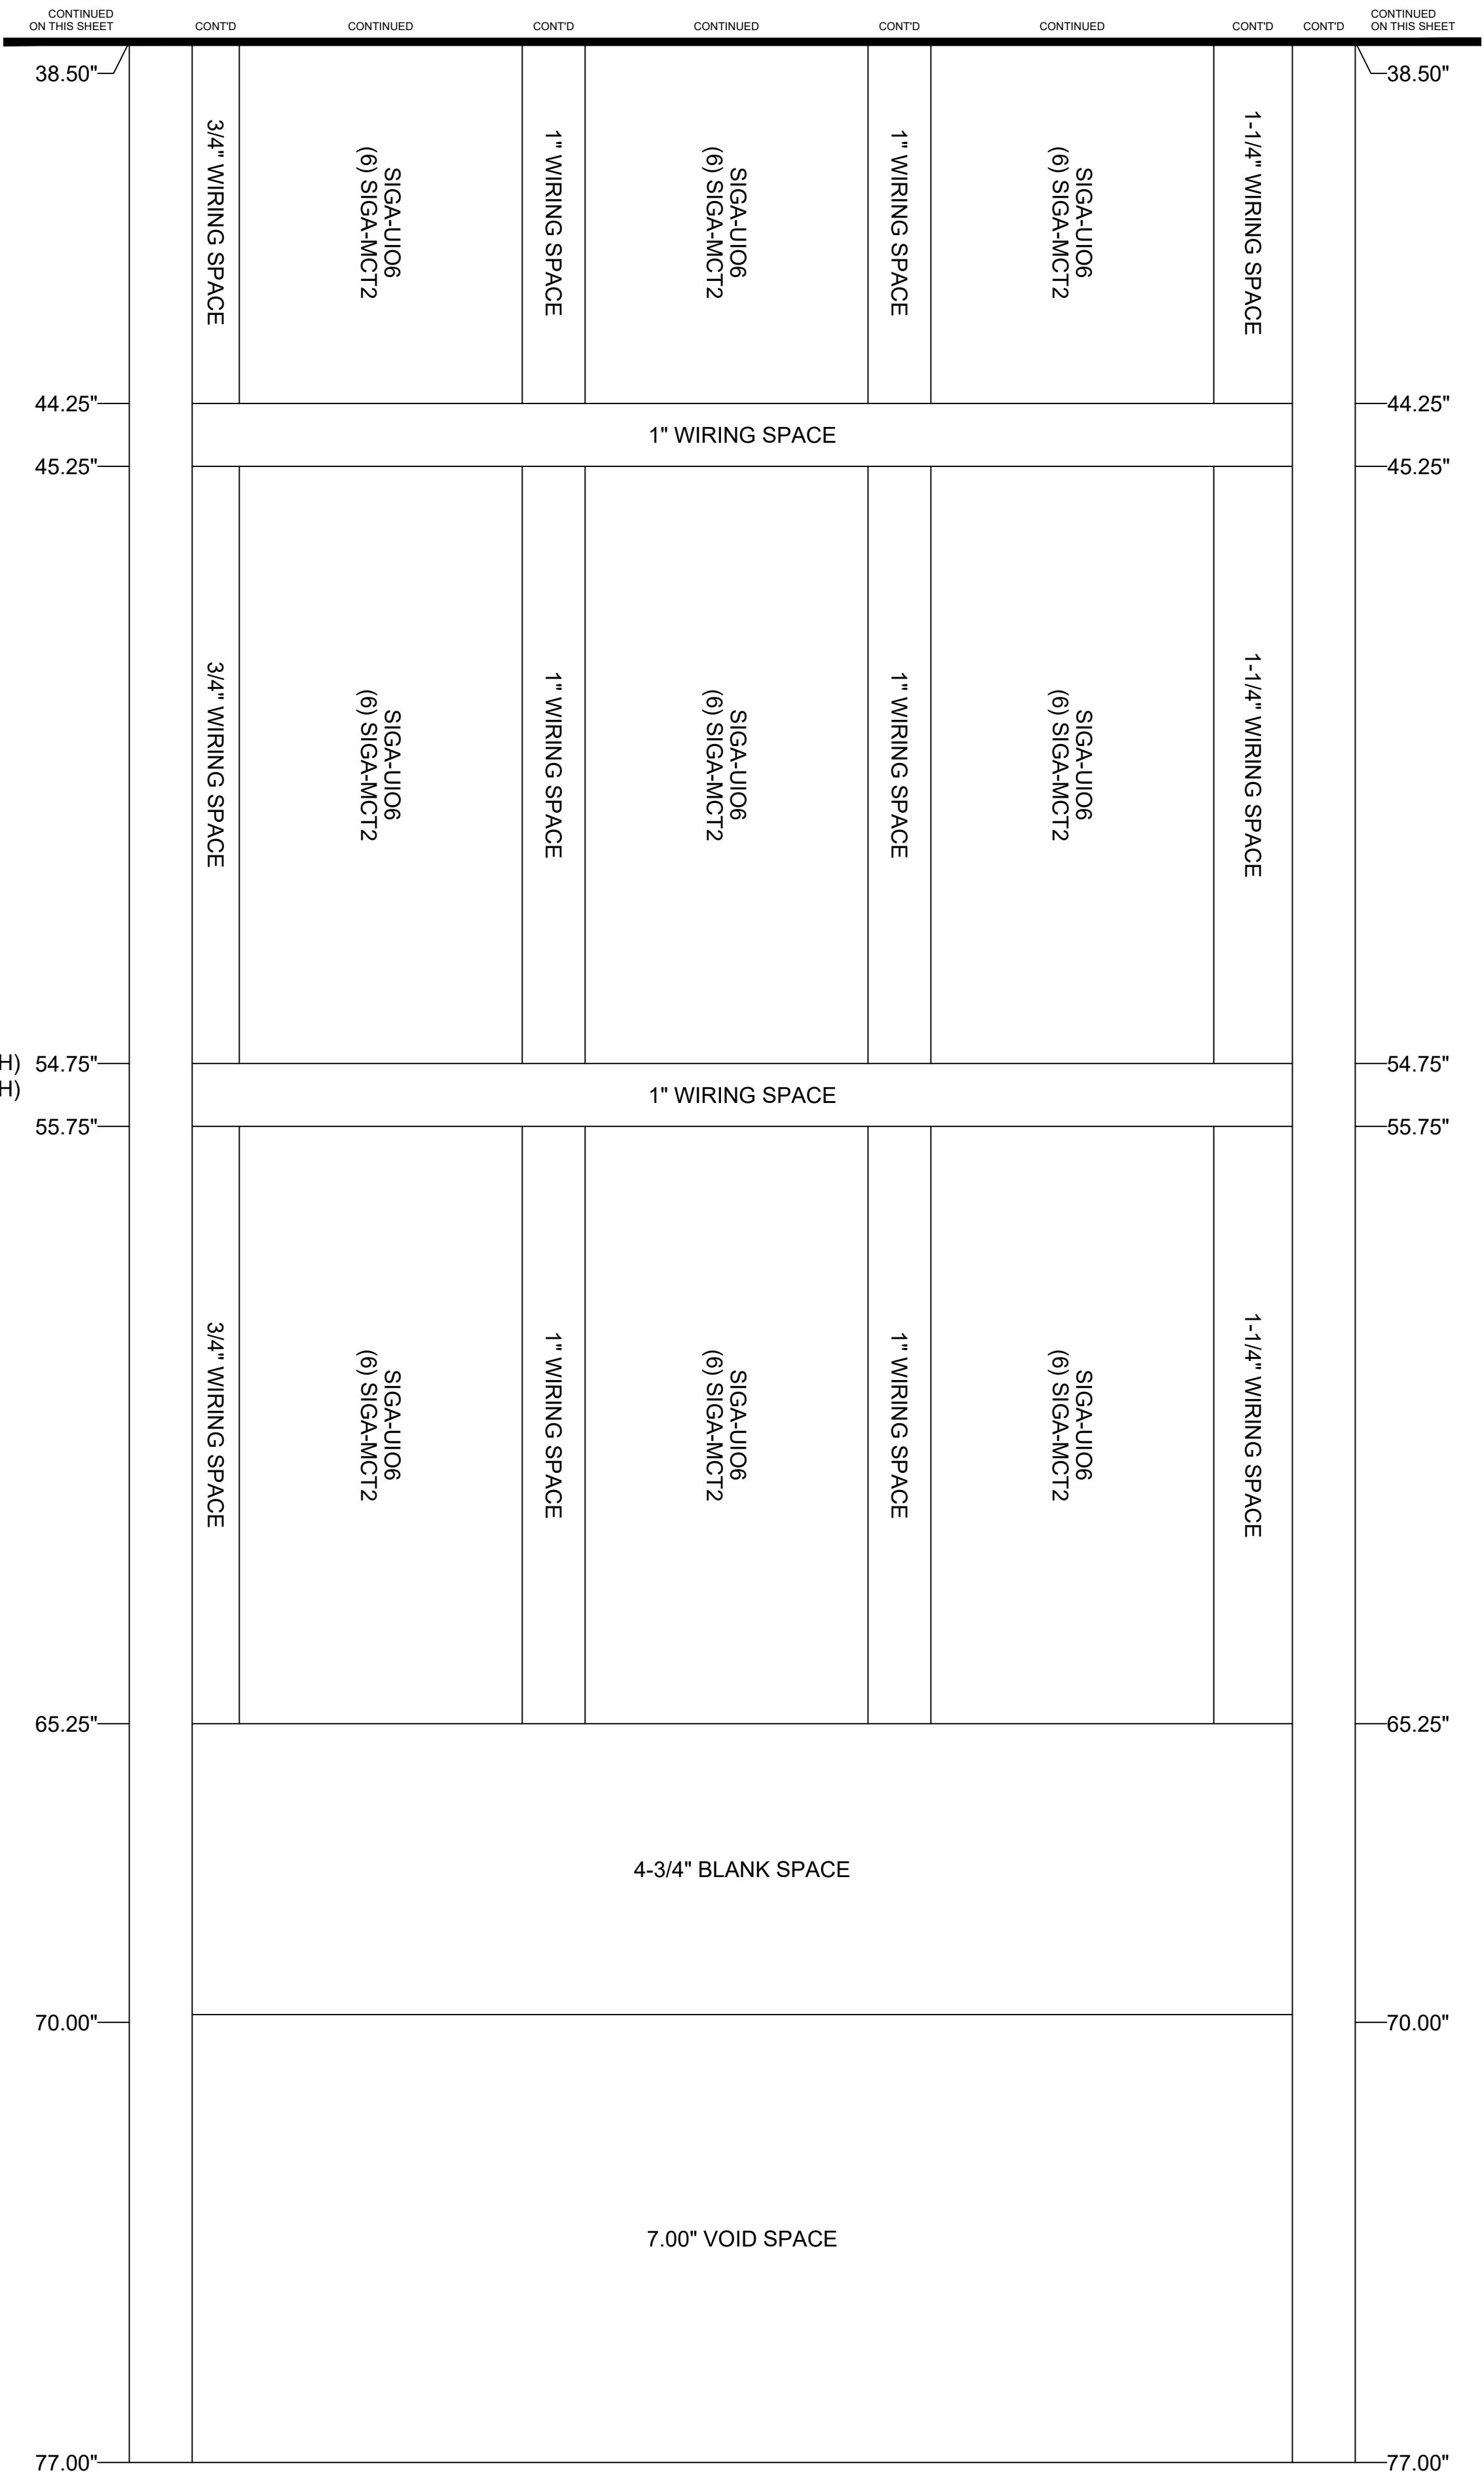 CONTINUED
ON THIS SHEET
CONT'D
CONTINUED
CONT'D
CONTINUED
CONT'D
CONTINUED
CONT'D
CONT'D
CONTINUED
ON THIS SHEET
38.50"
38.50"
3/4" WIRING SPACE
SIGA-UIO6
(6) SIGA-MCT2
1" WIRING SPACE
SIGA-UIO6
(6) SIGA-MCT2
1" WIRING SPACE
SIGA-UIO6
(6) SIGA-MCT2
1-1/4" WIRING SPACE
44.25"
44.25"
1" WIRING SPACE
45.25"
45.25"
3/4" WIRING SPACE
SIGA-UIO6
(6) SIGA-MCT2
1" WIRING SPACE
SIGA-UIO6
(6) SIGA-MCT2
1" WIRING SPACE
SIGA-UIO6
(6) SIGA-MCT2
1-1/4" WIRING SPACE
H) 54.75"
54.75"
H)
1" WIRING SPACE
55.75"
55.75"
3/4" WIRING SPACE
SIGA-UIO6
(6) SIGA-MCT2
1" WIRING SPACE
SIGA-UIO6
(6) SIGA-MCT2
1" WIRING SPACE
SIGA-UIO6
(6) SIGA-MCT2
1-1/4" WIRING SPACE
65.25"
65.25"
4-3/4" BLANK SPACE
70.00"
70.00"
7.00" VOID SPACE
77.00"
77.00"